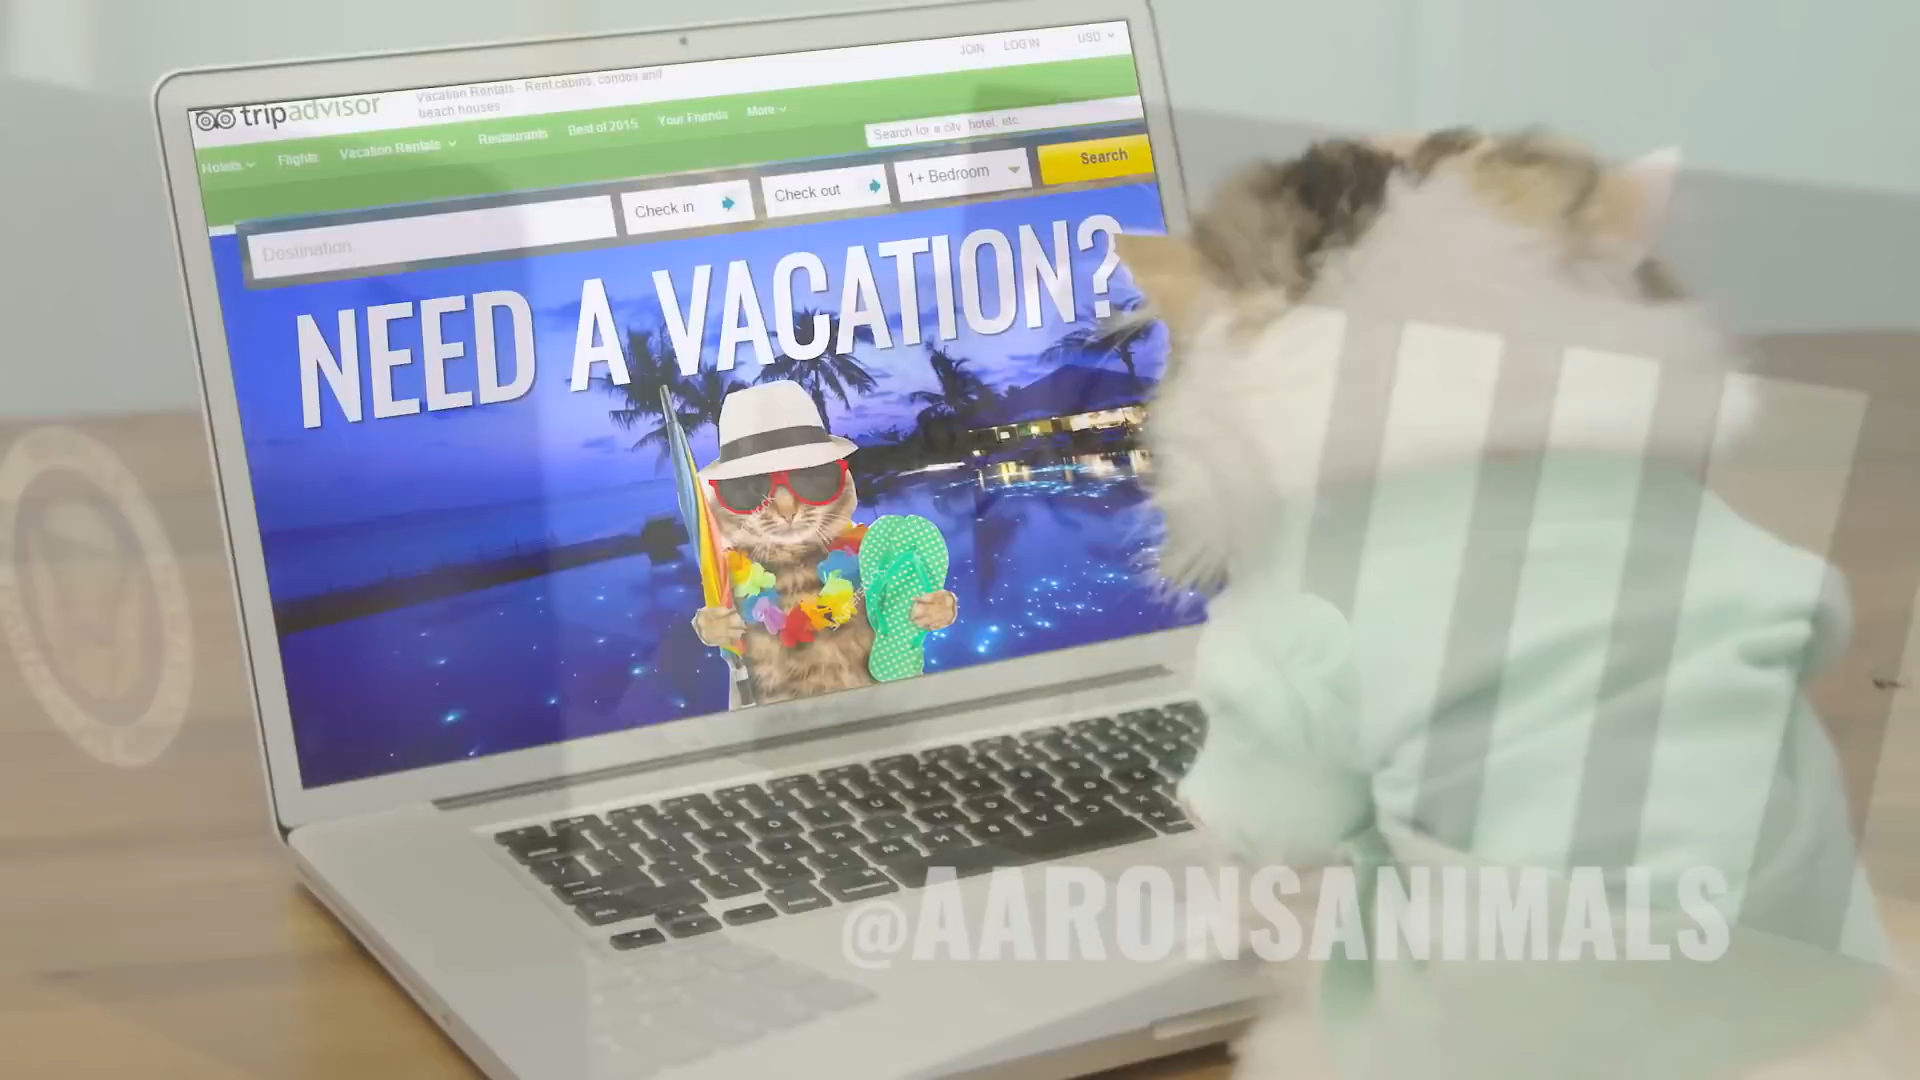 tripadvisor
Vacation Rentals - Rent cabins, condos and
beach houses
JOIN LOG IN USD
Hotels Flights Vacation Rentals Restaurants Best of 2015 Your Friends More
Search for a city, hotel, etc.
Destination... Check in Check out 1+ Bedroom Search
NEED A VACATION?
@AARONSANIMALS